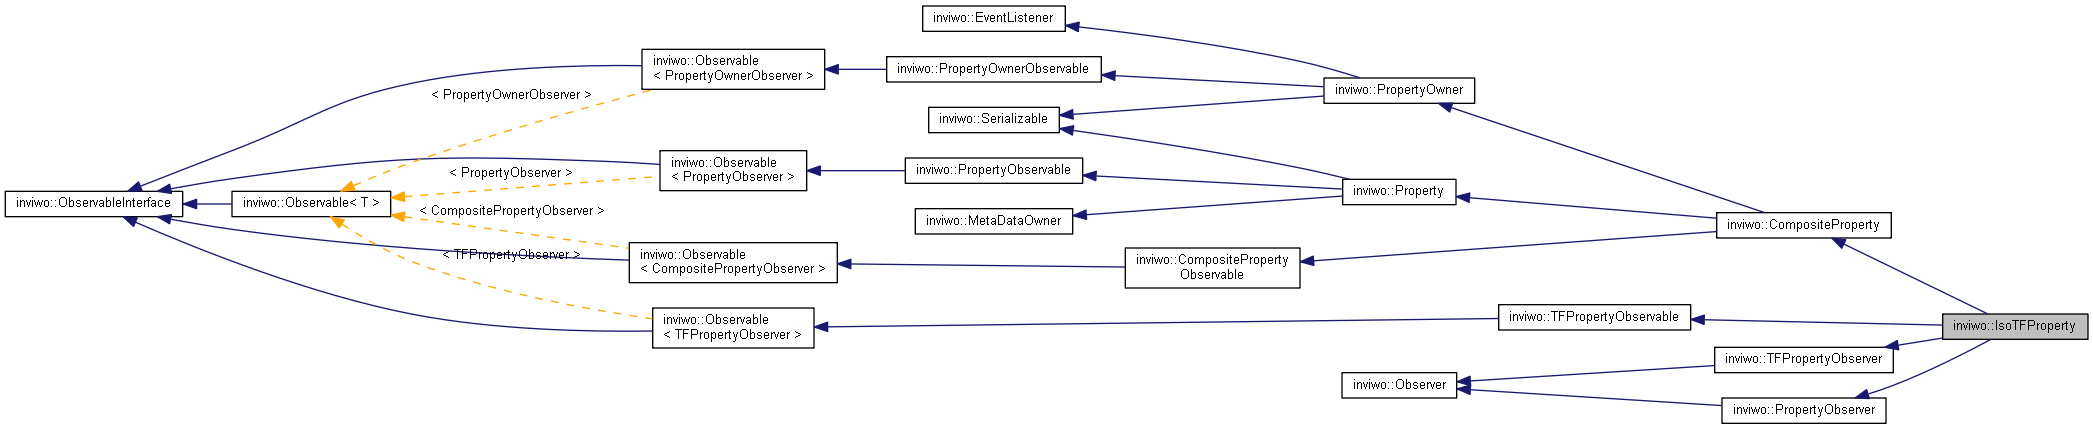 inviwo::EventListener
inviwo::Observable
< PropertyOwnerObserver >
inviwo::PropertyOwnerObservable
inviwo::PropertyOwner
< PropertyOwnerObserver >
inviwo::Serializable
inviwo::Observable
< PropertyObserver >
inviwo::PropertyObservable
< PropertyObserver >
inviwo::Property
inviwo::ObservableInterface
inviwo::Observable< T >
< CompositePropertyObserver >
inviwo::MetaDataOwner
inviwo::CompositeProperty
inviwo::Observable
< CompositePropertyObserver >
< TFPropertyObserver >
inviwo::CompositeProperty
Observable
inviwo::Observable
< TFPropertyObserver >
inviwo::TFPropertyObservable
inviwo::IsoTFProperty
inviwo::TFPropertyObserver
inviwo::Observer
inviwo::PropertyObserver